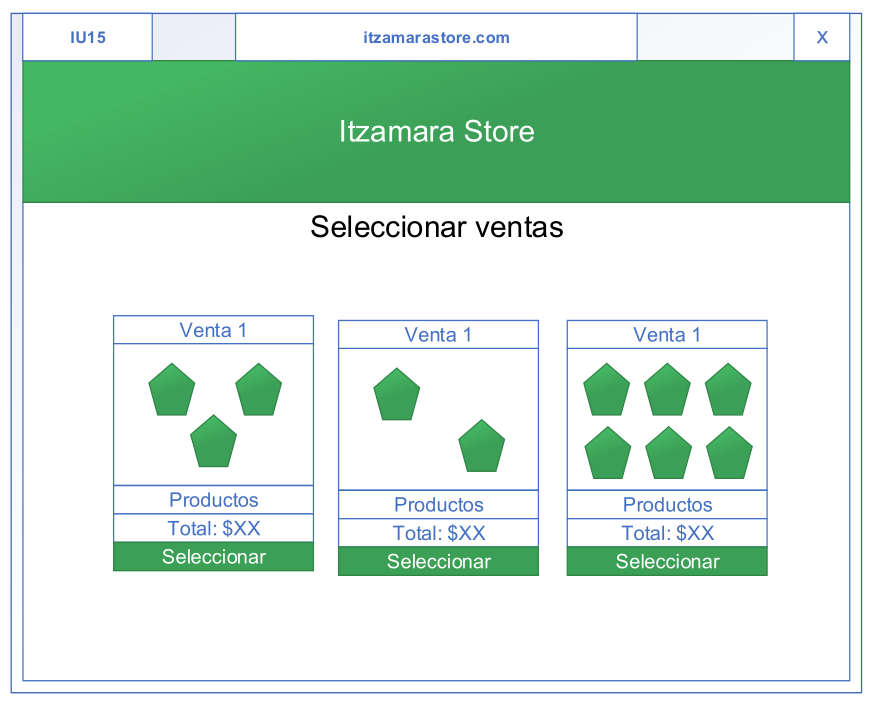 IU15
itzamarastore.com
X
Itzamara Store
Seleccionar ventas
Venta 1
Productos
Total: $XX
Seleccionar
Venta 1
Productos
Total: $XX
Seleccionar
Venta 1
Productos
Total: $XX
Seleccionar